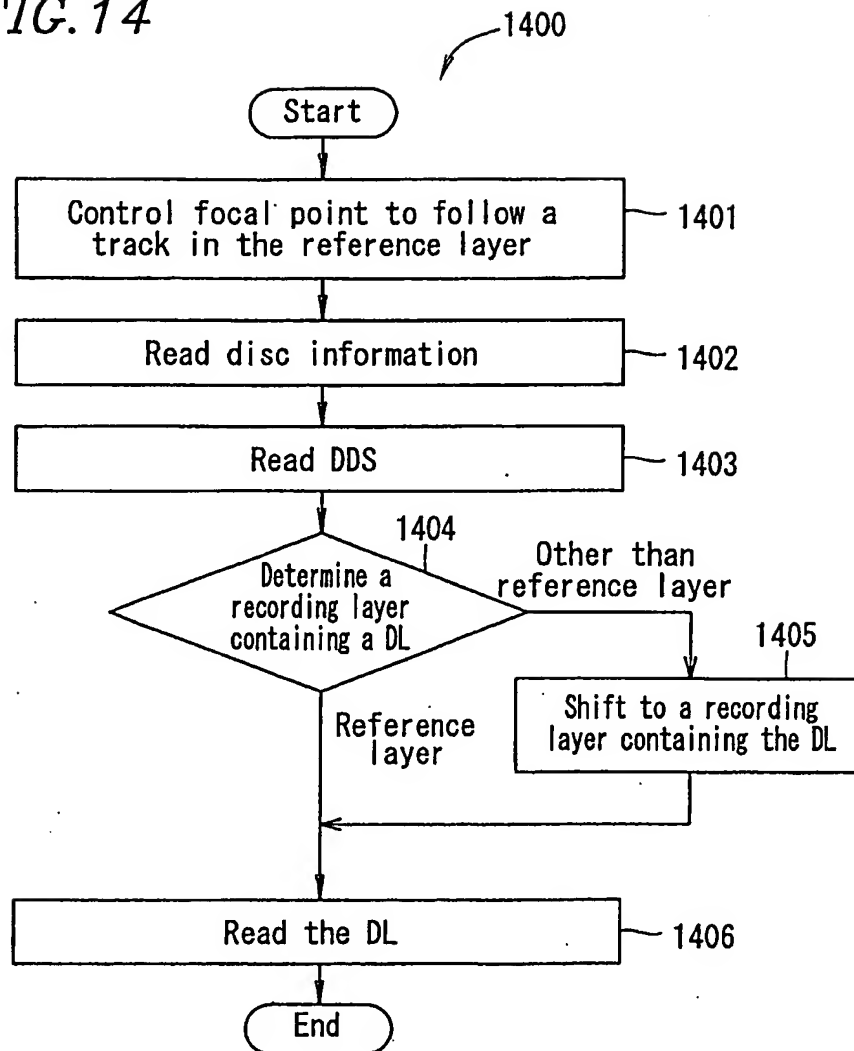 FIG. 14
1400
Start
Control focal point to follow a
track in the reference layer
1401
Read disc information
1402
Read DDS
1403
1404
Determine a
recording layer
containing a DL
Other than
reference layer
1405
Shift to a recording
layer containing the DL
Reference
layer
Read the DL
1406
End